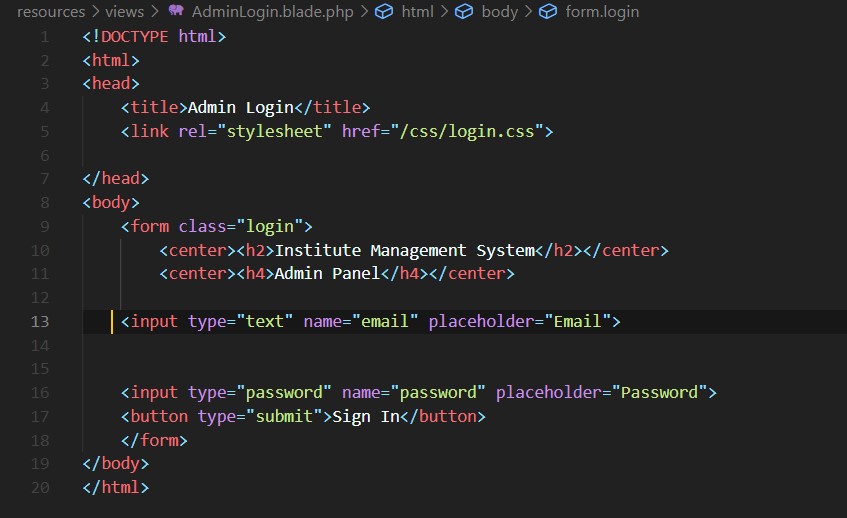 resources > views > AdminLogin.blade.php > html > body > form.login
1 <!DOCTYPE html>
2 <html>
3 <head>
4 <title>Admin Login</title>
5 <link rel="stylesheet" href="/css/login.css">
6
7 </head>
8 <body>
9 <form class="login">
10 <center><h2>Institute Management System</h2></center>
11 <center><h4>Admin Panel</h4></center>
12
13 <input type="text" name="email" placeholder="Email">
14
15
16 <input type="password" name="password" placeholder="Password">
17 <button type="submit">Sign In</button>
18 </form>
19 </body>
20 </html>